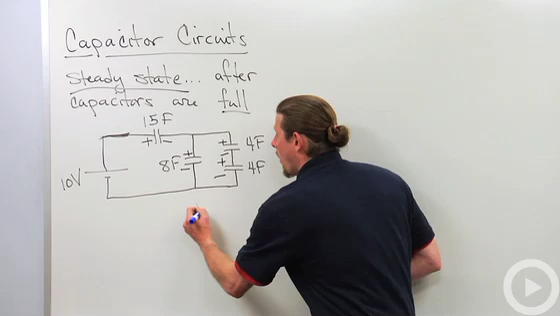 Capacitor Circuits
Steady state... after
capacitors are full
15F
+ -
10V
8F
+
-
4F
+
-
4F
+
-